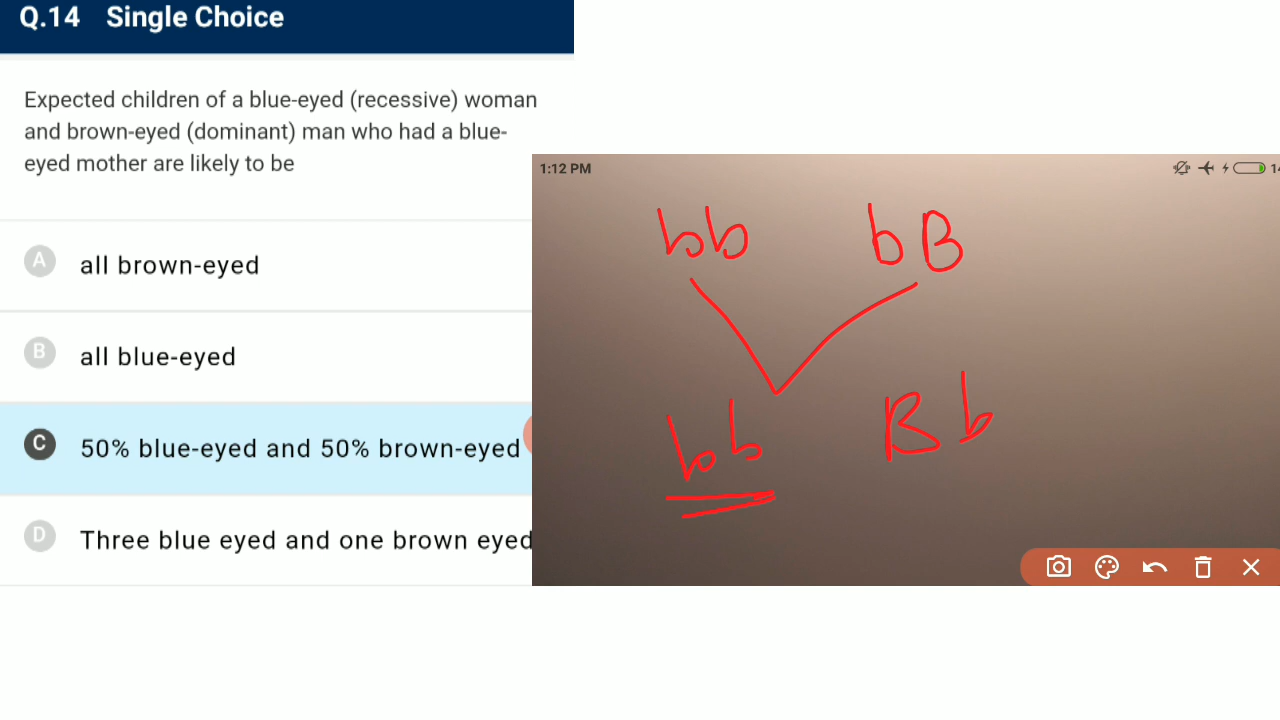 Q.14 Single Choice
Expected children of a blue-eyed (recessive) woman
and brown-eyed (dominant) man who had a blue-
eyed mother are likely to be
A all brown-eyed
B all blue-eyed
C 50% blue-eyed and 50% brown-eyed
D Three blue eyed and one brown eyed
1:12 PM
14
bb bB
bb Bb